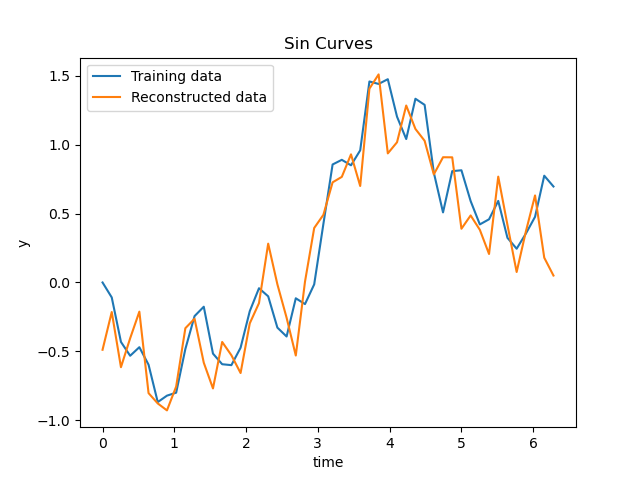 Sin Curves
Training data
Reconstructed data
1.5
1.0
0.5
0.0
−0.5
−1.0
y
0 1 2 3 4 5 6
time